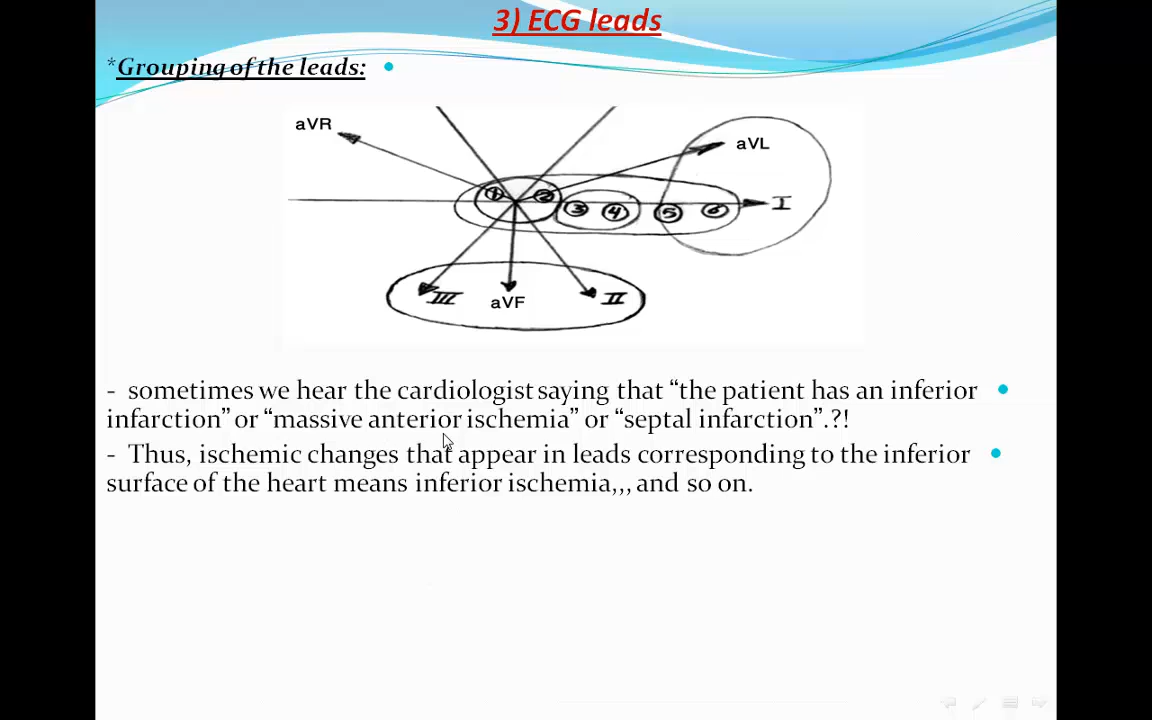 3) ECG leads
*Grouping of the leads:
aVR
aVL
① ② ③ ④ ⑤ ⑥ I
III aVF II
- sometimes we hear the cardiologist saying that “the patient has an inferior
infarction” or “massive anterior ischemia” or “septal infarction”.?!
- Thus, ischemic changes that appear in leads corresponding to the inferior
surface of the heart means inferior ischemia,,, and so on.